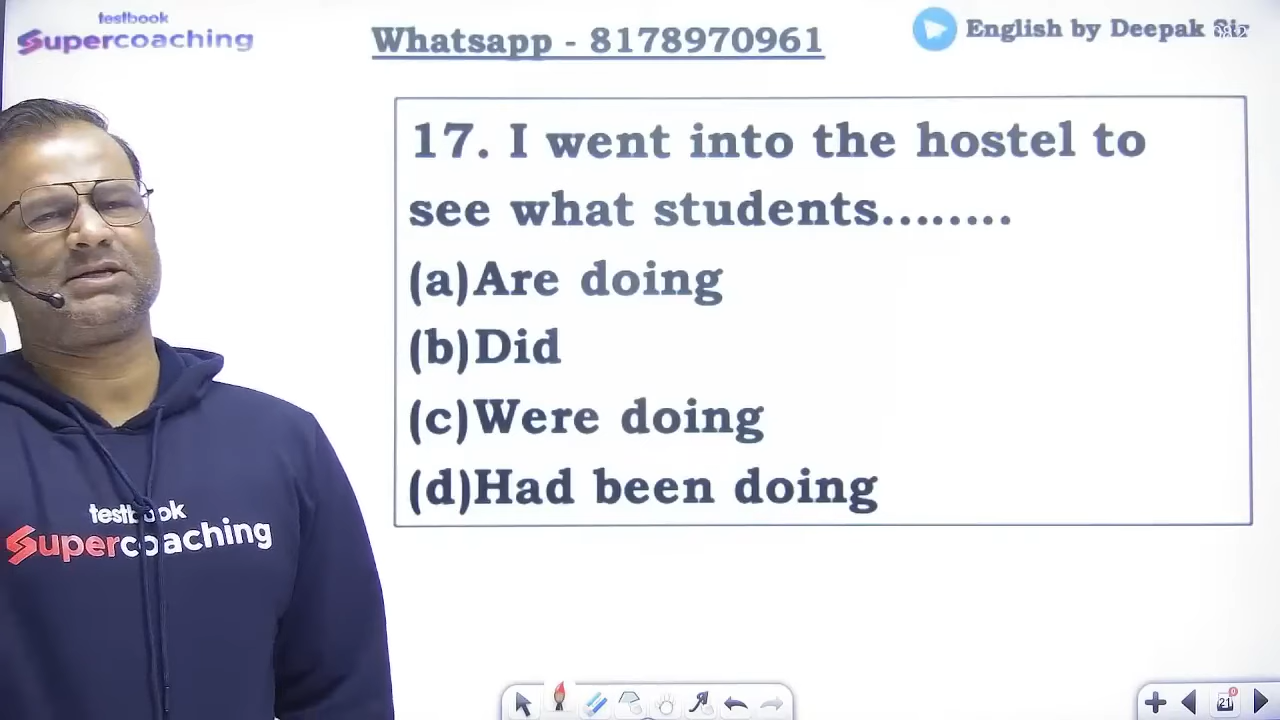 testbook
Supercoaching
Whatsapp - 8178970961
English by Deepak Sir
17. I went into the hostel to
see what students........
(a)Are doing
(b)Did
(c)Were doing
(d)Had been doing
testbook
Supercoaching
21